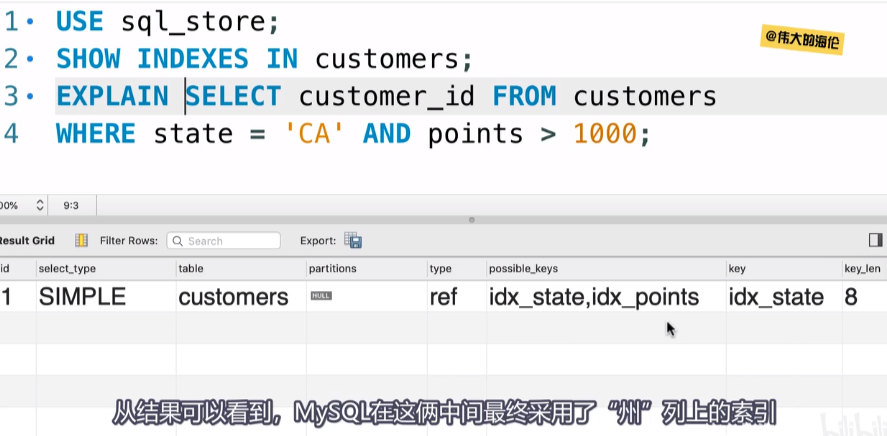 1 USE sql_store;
2 SHOW INDEXES IN customers;
3 EXPLAIN SELECT customer_id FROM customers
4 WHERE state = 'CA' AND points > 1000;
@伟大的海伦
00% 9:3
Result Grid Filter Rows: Search Export:
id select_type table partitions type possible_keys key key_len
1 SIMPLE customers NULL ref idx_state,idx_points idx_state 8
从结果可以看到，MySQL在这俩中间最终采用了“州”列上的索引
bilibili